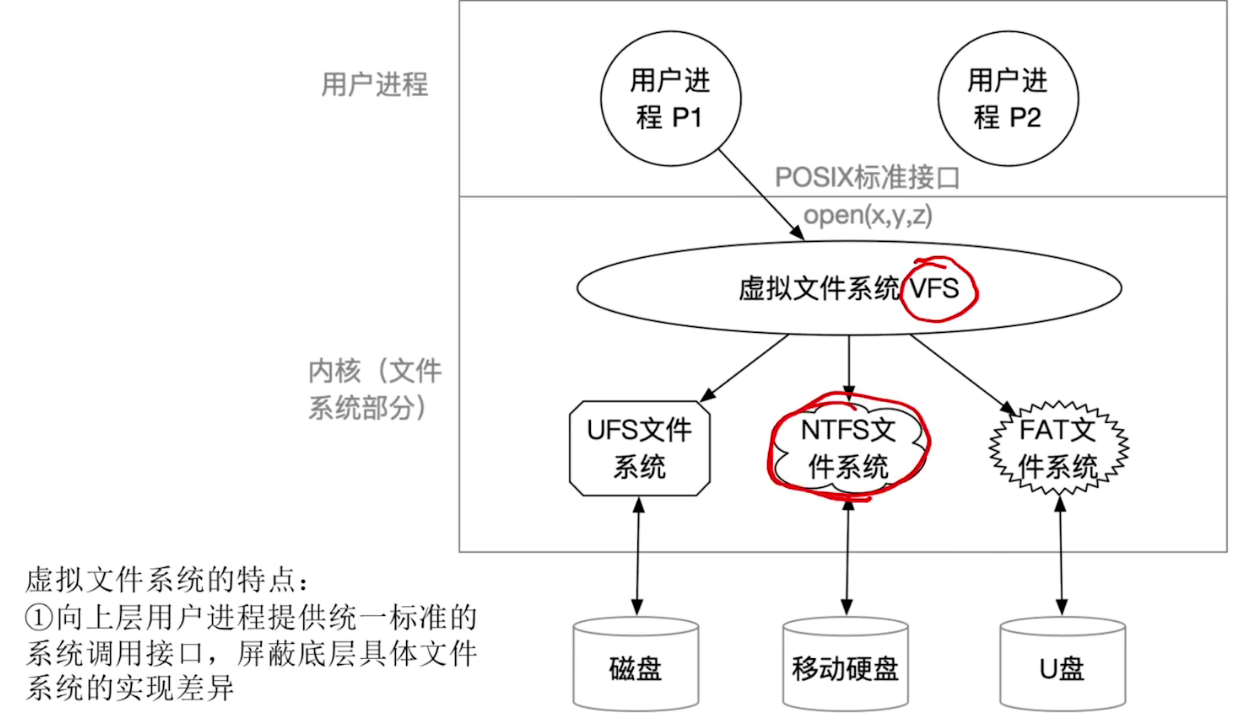 用户进程
用户进
程 P1
用户进
程 P2
POSIX标准接口
open(x,y,z)
虚拟文件系统 VFS
内核（文件
系统部分）
UFS文件
系统
NTFS文
件系统
FAT文
件系统
虚拟文件系统的特点：
①向上层用户进程提供统一标准的
系统调用接口，屏蔽底层具体文件
系统的实现差异
磁盘
移动硬盘
U盘